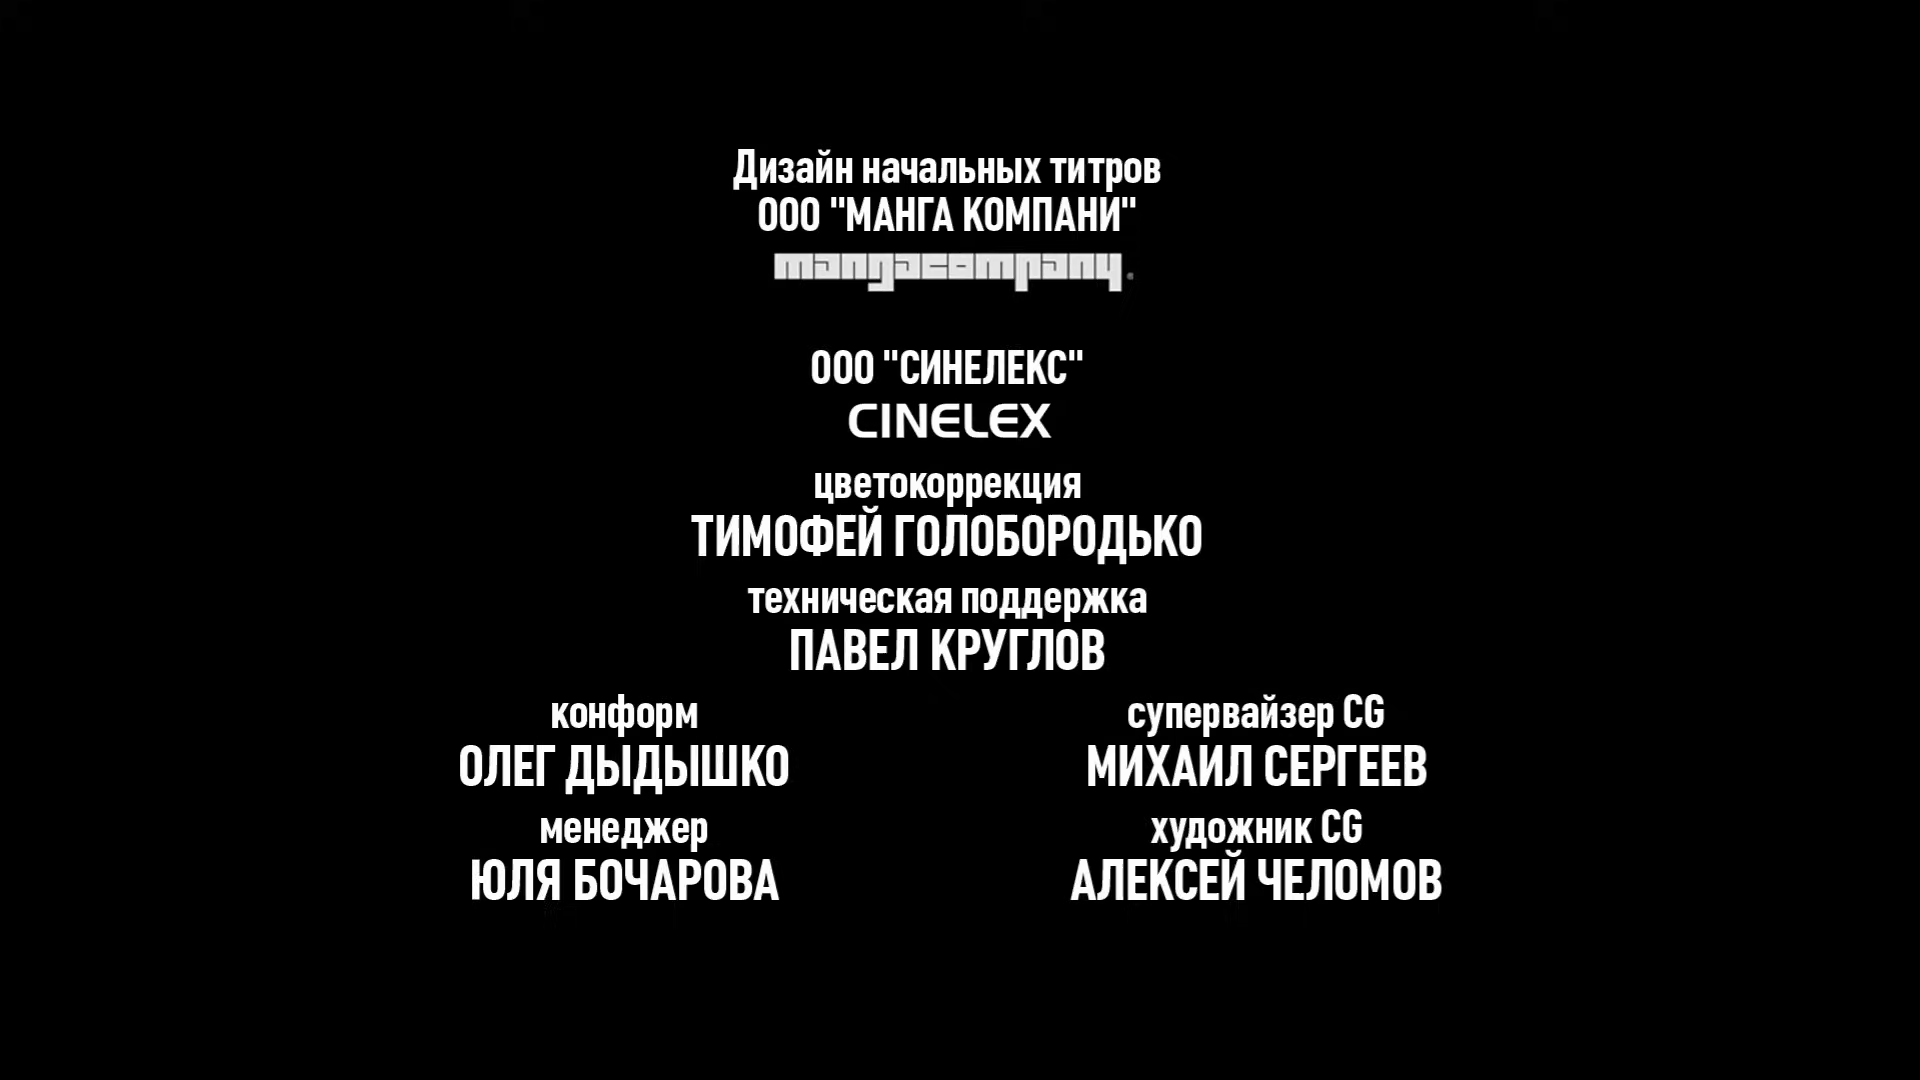 Дизайн начальных титров
ООО "МАНГА КОМПАНИ"
mangacompany.
ООО "СИНЕЛЕКС"
CINELEX
цветокоррекция
ТИМОФЕЙ ГОЛОБОРОДЬКО
техническая поддержка
ПАВЕЛ КРУГЛОВ
конформ
ОЛЕГ ДЫДЫШКО
менеджер
ЮЛЯ БОЧАРОВА
супервайзер CG
МИХАИЛ СЕРГЕЕВ
художник CG
АЛЕКСЕЙ ЧЕЛОМОВ